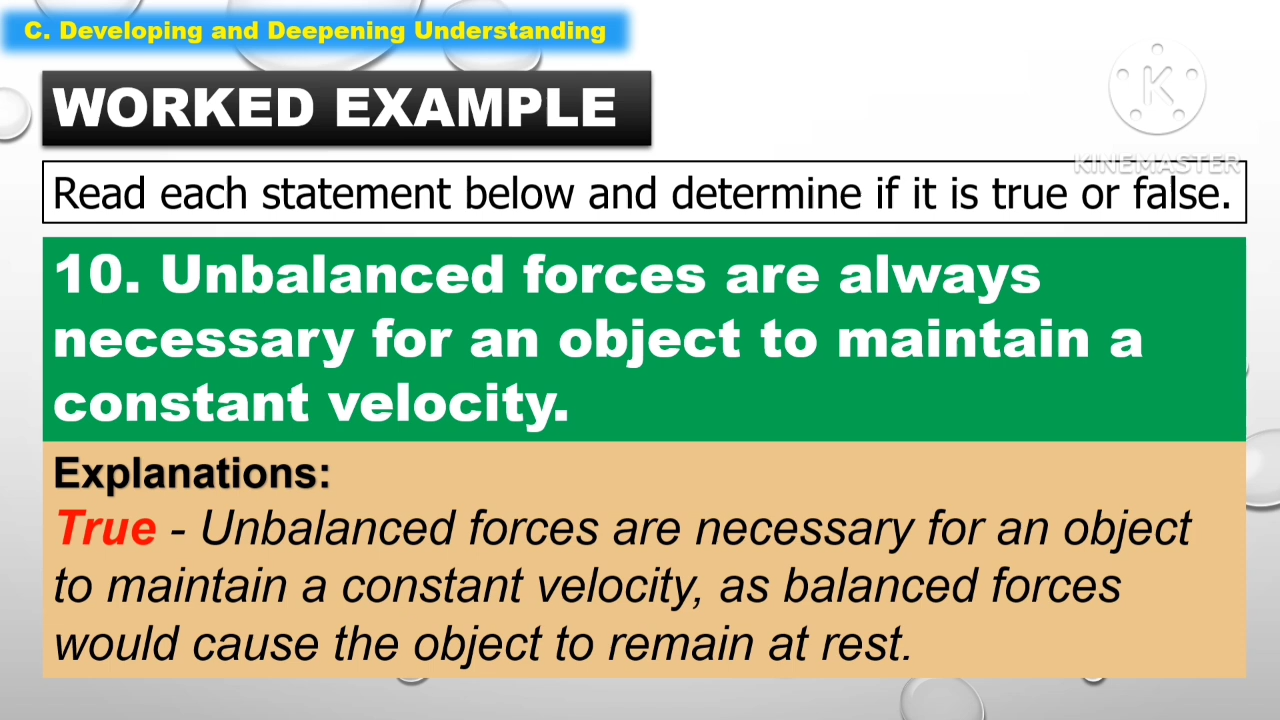 C. Developing and Deepening Understanding
WORKED EXAMPLE
K
KINEMASTER
Read each statement below and determine if it is true or false.
10. Unbalanced forces are always
necessary for an object to maintain a
constant velocity.
Explanations:
True - Unbalanced forces are necessary for an object
to maintain a constant velocity, as balanced forces
would cause the object to remain at rest.